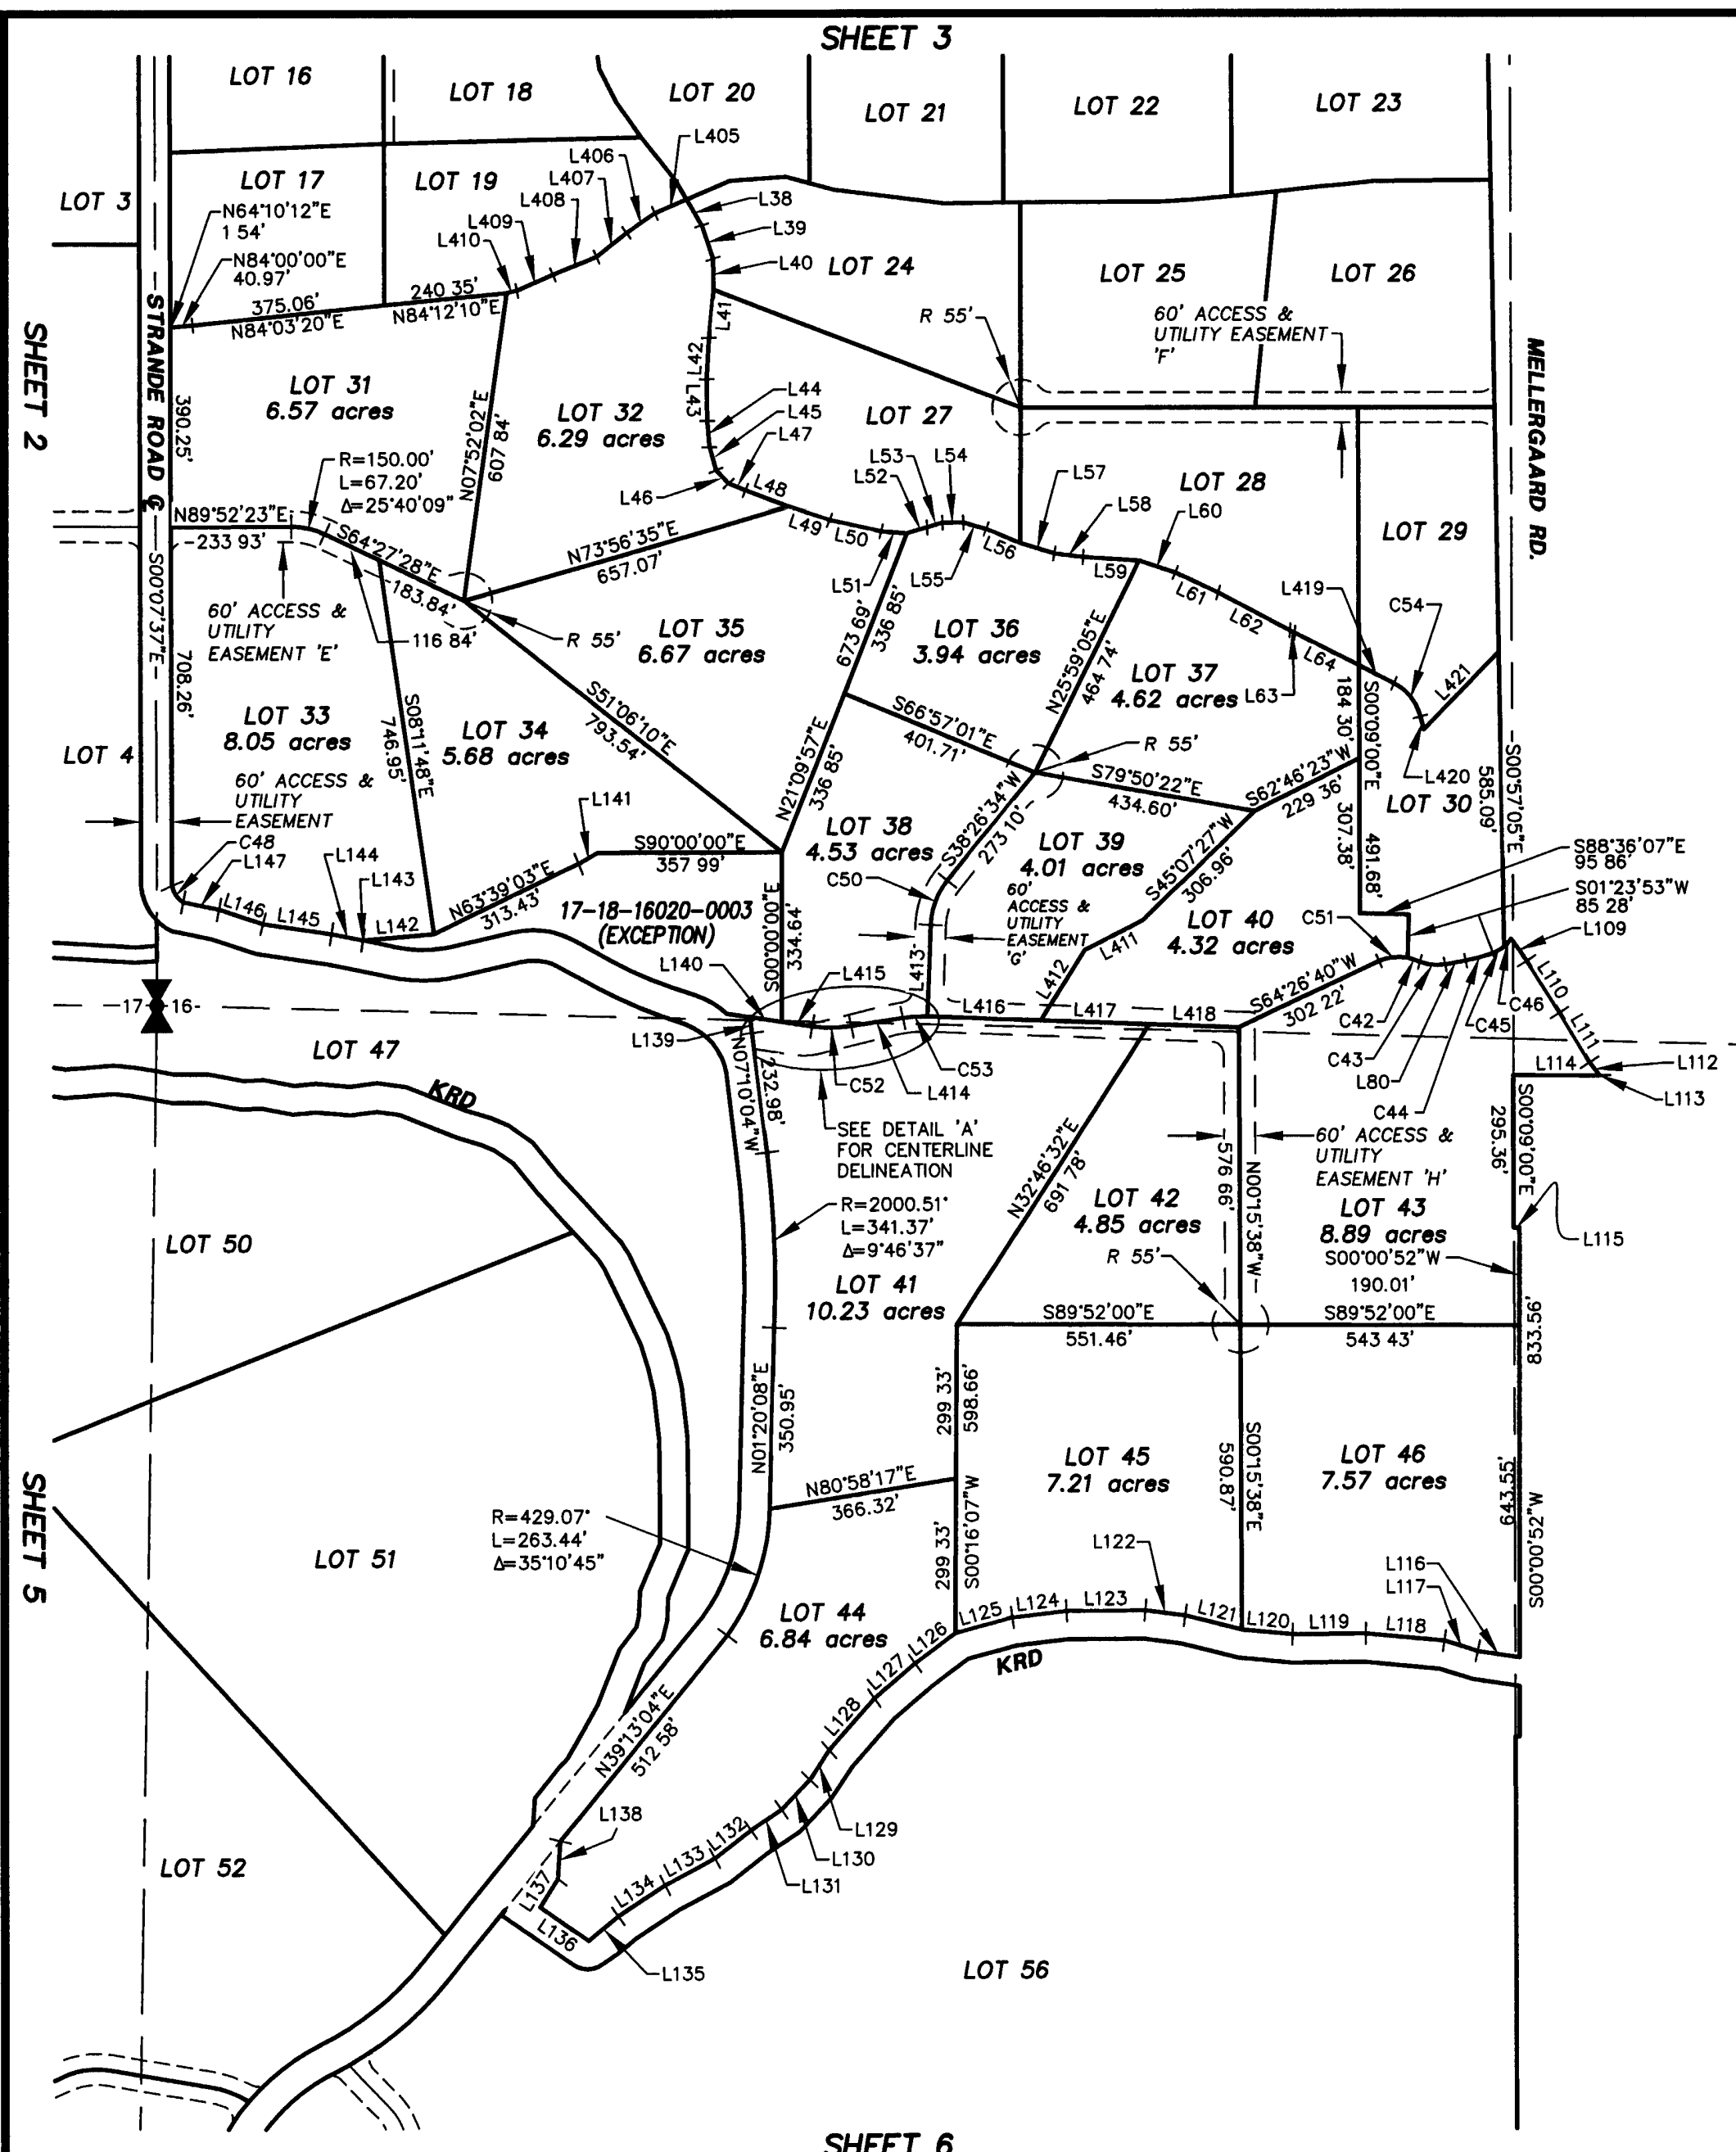 SHEET 3
LOT 16
LOT 18
LOT 20
LOT 21
LOT 22
LOT 23
L405
L406
L407
L408
L409
L410
LOT 3
LOT 17
LOT 19
N64°10'12"E
1 54'
N84°00'00"E
40.97'
375.06'
N84°03'20"E
240 35'
N84°12'10"E
L38
L39
L40
L41
L42
L43
L44
L45
L47
L46
L48
L49
L50
L51
L52
L53
L54
L55
L56
L57
L58
L59
L60
L61
L62
L63
L64
LOT 24
LOT 25
LOT 26
R 55'
60' ACCESS &
UTILITY EASEMENT
'F'
MELLERGAARD RD.
SHEET 2
STRANDE ROAD ℄
390.25'
LOT 31
6.57 acres
N07°52'02"E
607 84'
LOT 32
6.29 acres
LOT 27
LOT 28
LOT 29
R=150.00'
L=67.20'
Δ=25°40'09"
N89°52'23"E
233 93'
S64°27'28"E
183.84'
116 84'
60' ACCESS &
UTILITY
EASEMENT 'E'
S00°07'37"E
708.26'
N73°56'35"E
657.07'
R 55'
LOT 35
6.67 acres
673 69'
336 85'
LOT 36
3.94 acres
N25°59'05"E
464 74'
LOT 37
4.62 acres
L419
C54
L421
L420
LOT 30
184 30'
S00°09'00"E
307.38'
491.68'
S00°57'05"E
585.09'
LOT 4
LOT 33
8.05 acres
60' ACCESS &
UTILITY
EASEMENT
S08°11'48"E
746.95'
LOT 34
5.68 acres
S51°06'10"E
793.54'
N21°09'57"E
336 85'
S66°57'01"E
401.71'
R 55'
S79°50'22"E
434.60'
S62°46'23"W
229 36'
C48
L147
L146
L145
L144
L143
L142
L141
N63°39'03"E
313.43'
S90°00'00"E
357 99'
17-18-16020-0003
(EXCEPTION)
S00°00'00"E
334.64'
LOT 38
4.53 acres
S38°26'34"W
273 10'
C50
LOT 39
4.01 acres
60'
ACCESS &
UTILITY
EASEMENT
'G'
S45°07'27"W
306.96'
LOT 40
4.32 acres
S88°36'07"E
95 86'
S01°23'53"W
85 28'
C51
L109
L110
L111
L112
L113
L114
C46
C45
C44
L80
C43
C42
S64°26'40"W
302 22'
L140
L139
L415
L413
L416
L412
L411
L417
L418
C52
L414
C53
SEE DETAIL 'A'
FOR CENTERLINE
DELINEATION
17
16
LOT 47
KRD
N07°10'04"W
232.98'
R=2000.51'
L=341.37'
Δ=9°46'37"
LOT 41
10.23 acres
N32°46'32"E
691 78'
LOT 42
4.85 acres
R 55'
576 66'
N00°15'38"W
60' ACCESS &
UTILITY
EASEMENT 'H'
LOT 43
8.89 acres
S00°00'52"W
190.01'
S00°09'00"E
295.36'
L115
833.56'
LOT 50
S89°52'00"E
551.46'
S89°52'00"E
543 43'
N01°20'08"E
350.95'
299 33'
598.66'
299 33'
S00°16'07"W
N80°58'17"E
366.32'
LOT 45
7.21 acres
590.87'
S00°15'38"E
LOT 46
7.57 acres
643.55'
S00°00'52"W
SHEET 5
LOT 51
R=429.07'
L=263.44'
Δ=35°10'45"
LOT 44
6.84 acres
L116
L117
L118
L119
L120
L121
L122
L123
L124
L125
L126
L127
L128
L129
L130
L131
L132
L133
L134
L135
L136
L137
L138
KRD
N39°13'04"E
512 58'
LOT 52
LOT 56
SHEET 6